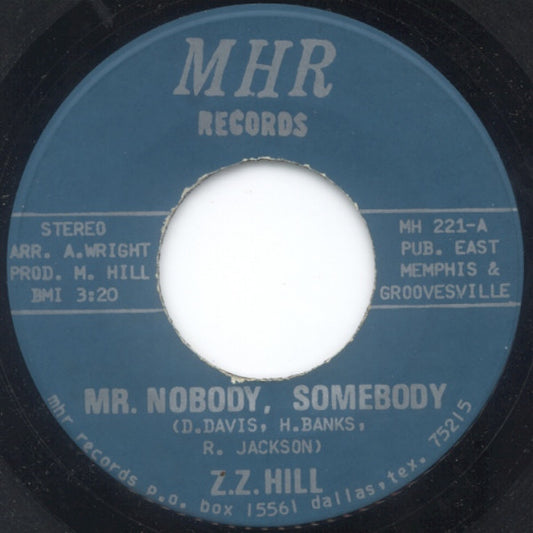 MHR
RECORDS
STEREO
ARR. A.WRIGHT
PROD. M. HILL
BMI 3:20
MH 221-A
PUB. EAST
MEMPHIS &
GROOVESVILLE
MR. NOBODY, SOMEBODY
(D.DAVIS, H.BANKS,
R. JACKSON)
Z.Z. HILL
mhr records p.o. box 15561 dallas, tex. 75215